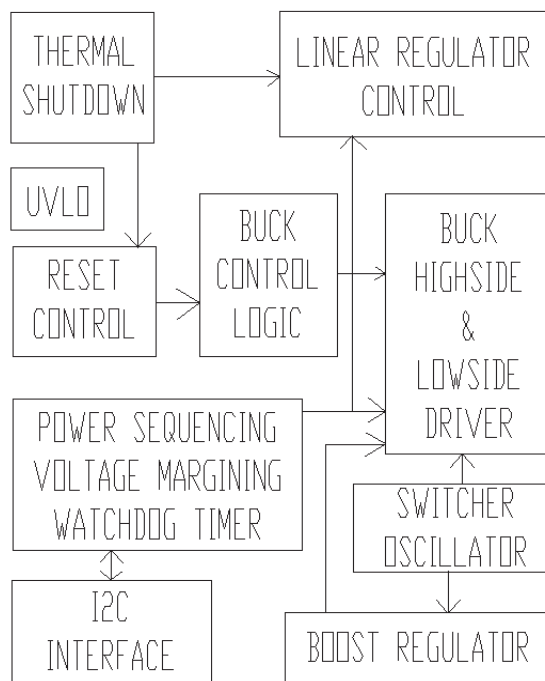 THERMAL
SHUTDOWN
LINEAR REGULATOR
CONTROL
UVLO
BUCK
CONTROL
LOGIC
BUCK
HIGHSIDE
&
LOWSIDE
DRIVER
RESET
CONTROL
POWER SEQUENCING
VOLTAGE MARGINING
WATCHDOG TIMER
SWITCHER
OSCILLATOR
I2C
INTERFACE
BOOST REGULATOR